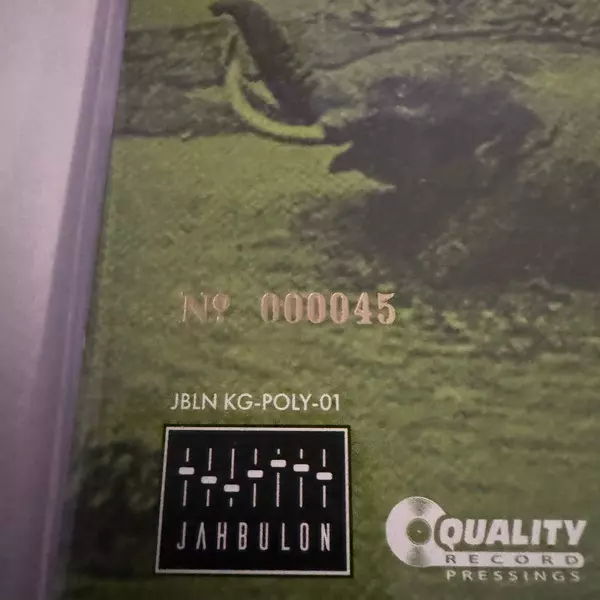 Nº 000045
JBLN KG-POLY-01
JAHBULON
QUALITY
RECORD
PRESSINGS